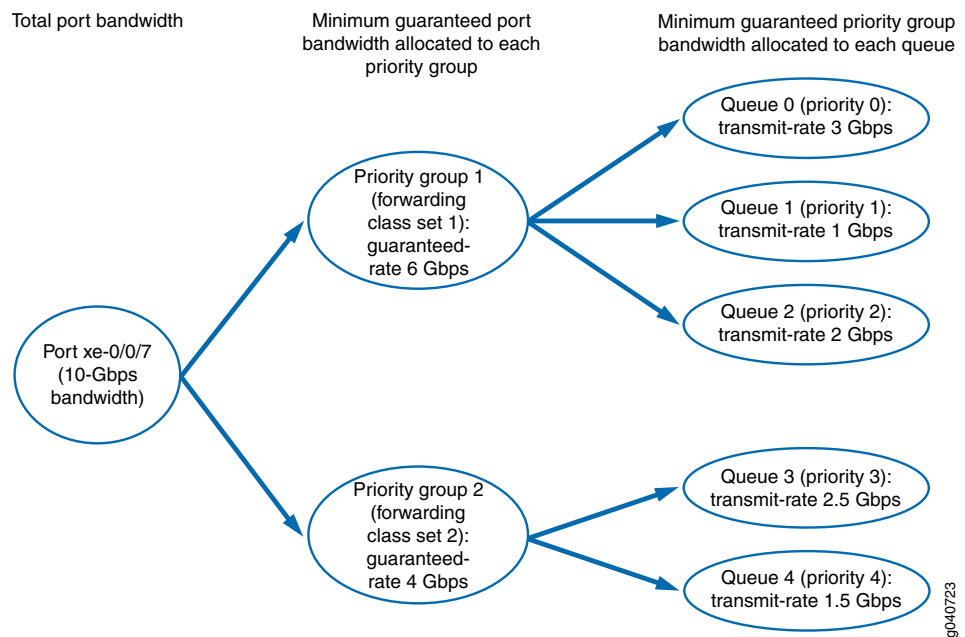 Total port bandwidth
Minimum guaranteed port
bandwidth allocated to each
priority group
Minimum guaranteed priority group
bandwidth allocated to each queue
Port xe-0/0/7
(10-Gbps
bandwidth)
Priority group 1
(forwarding
class set 1):
guaranteed-
rate 6 Gbps
Queue 0 (priority 0):
transmit-rate 3 Gbps
Queue 1 (priority 1):
transmit-rate 1 Gbps
Queue 2 (priority 2):
transmit-rate 2 Gbps
Priority group 2
(forwarding
class set 2):
guaranteed-
rate 4 Gbps
Queue 3 (priority 3):
transmit-rate 2.5 Gbps
Queue 4 (priority 4):
transmit-rate 1.5 Gbps
g040723